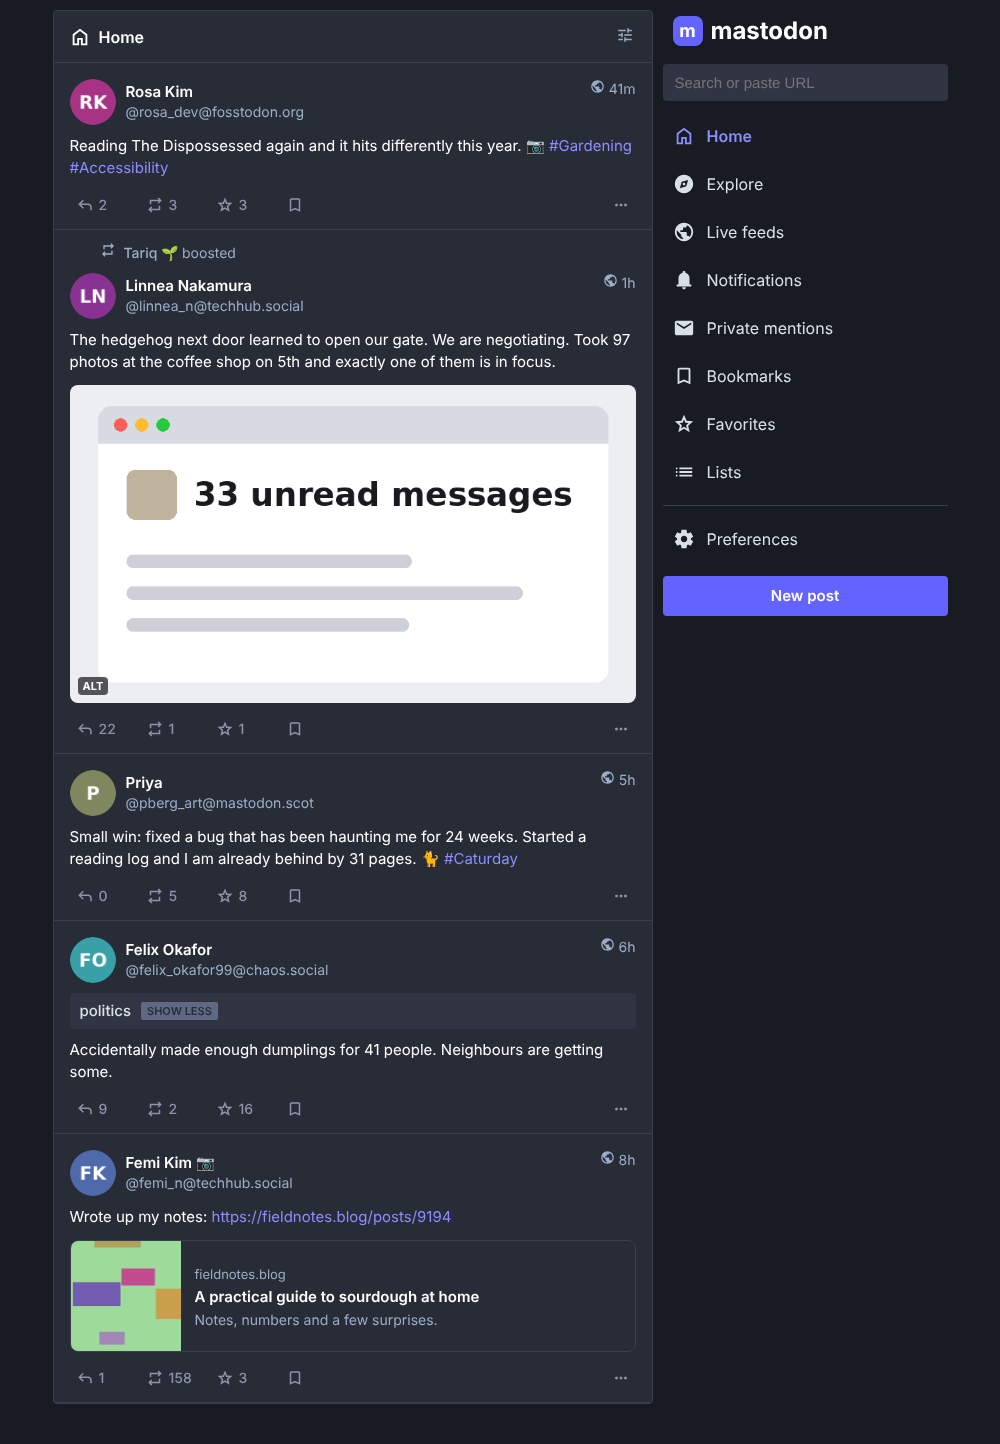 Home
RK
Rosa Kim
41m
@rosa_dev@fosstodon.org
Reading The Dispossessed again and it hits differently this year. 📷 #Gardening
#Accessibility
2 3 3
Tariq 🌱 boosted
LN
Linnea Nakamura
1h
@linnea_n@techhub.social
The hedgehog next door learned to open our gate. We are negotiating. Took 97
photos at the coffee shop on 5th and exactly one of them is in focus.
33 unread messages
ALT
22 1 1
P
Priya
5h
@pberg_art@mastodon.scot
Small win: fixed a bug that has been haunting me for 24 weeks. Started a
reading log and I am already behind by 31 pages. 🐈 #Caturday
0 5 8
FO
Felix Okafor
6h
@felix_okafor99@chaos.social
politics SHOW LESS
Accidentally made enough dumplings for 41 people. Neighbours are getting
some.
9 2 16
FK
Femi Kim 📷
8h
@femi_n@techhub.social
Wrote up my notes: https://fieldnotes.blog/posts/9194
fieldnotes.blog
A practical guide to sourdough at home
Notes, numbers and a few surprises.
1 158 3
m mastodon
Search or paste URL
Home
Explore
Live feeds
Notifications
Private mentions
Bookmarks
Favorites
Lists
Preferences
New post